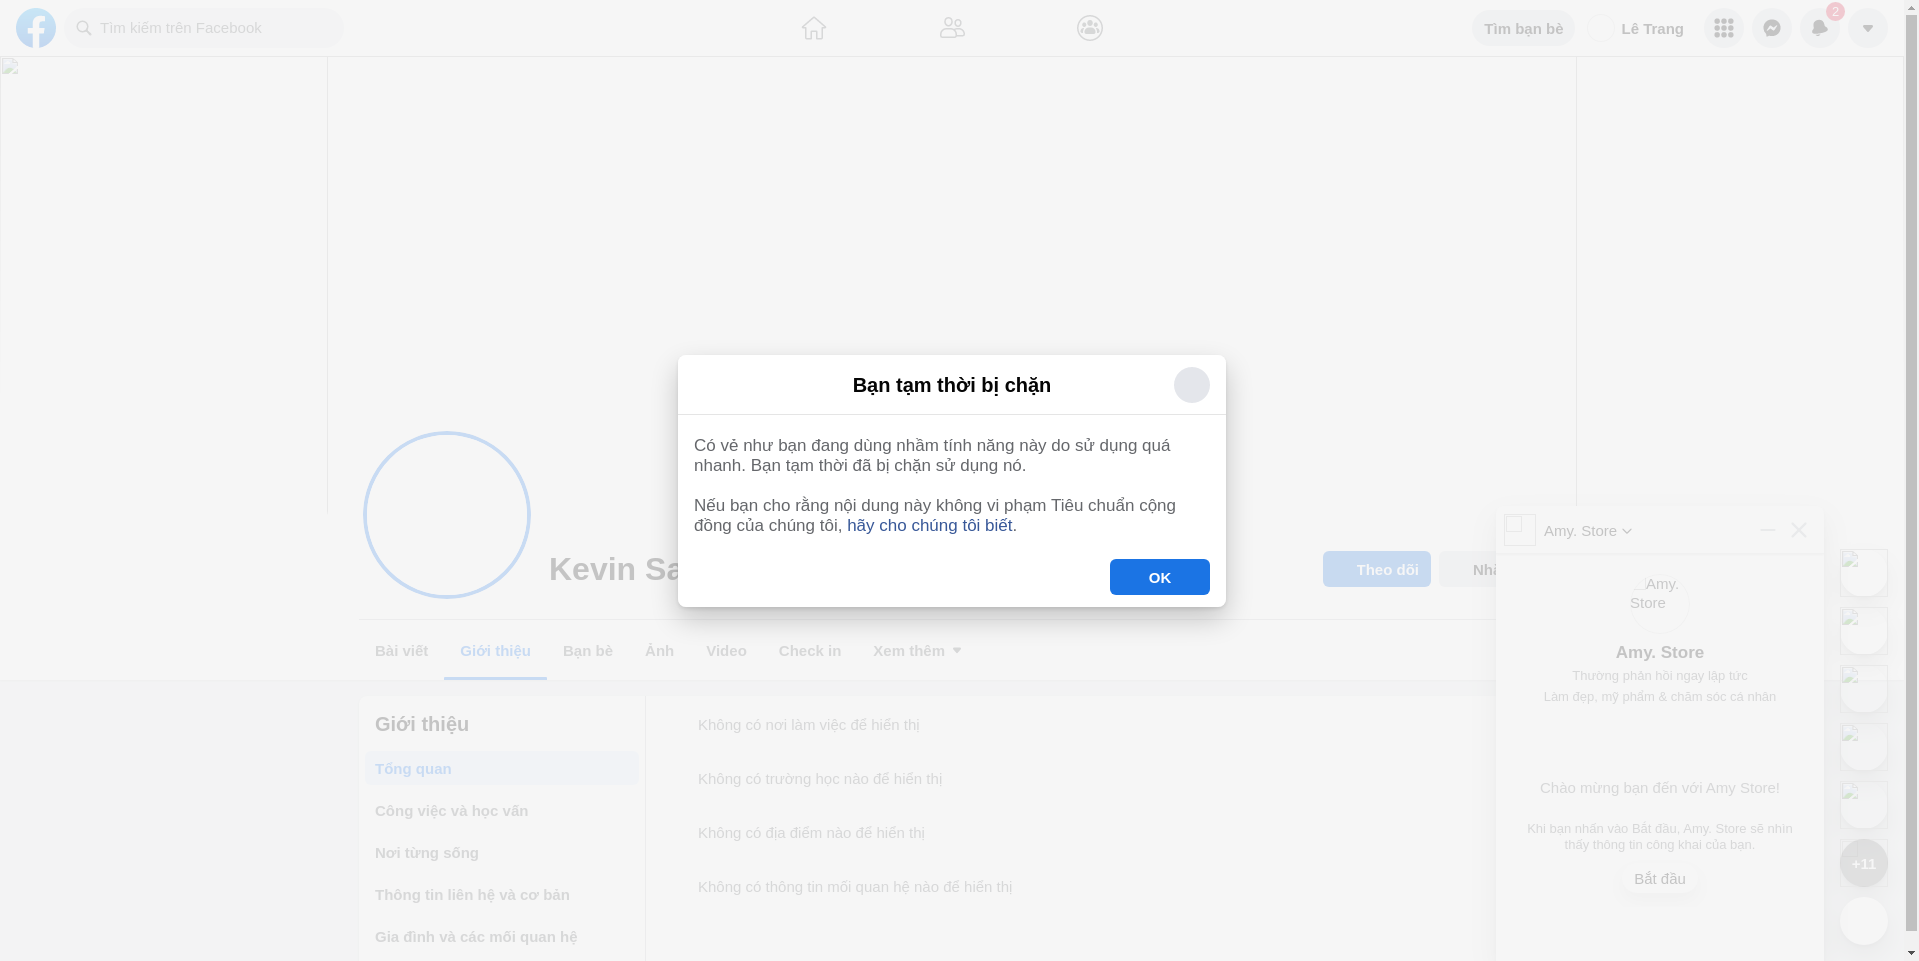 Tìm kiếm trên Facebook
Tìm bạn bè
Lê Trang
2
Bạn tạm thời bị chặn
Có vẻ như bạn đang dùng nhầm tính năng này do sử dụng quá
nhanh. Bạn tạm thời đã bị chặn sử dụng nó.
Nếu bạn cho rằng nội dung này không vi phạm Tiêu chuẩn cộng
đồng của chúng tôi, hãy cho chúng tôi biết.
OK
Kevin
Theo dõi
Bài viết
Giới thiệu
Bạn bè
Ảnh
Video
Check in
Xem thêm
Giới thiệu
Tổng quan
Công việc và học vấn
Nơi từng sống
Thông tin liên hệ và cơ bản
Gia đình và các mối quan hệ
Không có nơi làm việc để hiển thị
Không có trường học nào để hiển thị
Không có địa điểm nào để hiển thị
Không có thông tin mối quan hệ nào để hiển thị
Amy. Store
Amy.
Store
Amy. Store
Thường phản hồi ngay lập tức
Làm đẹp, mỹ phẩm & chăm sóc cá nhân
Chào mừng bạn đến với Amy Store!
Khi bạn nhấn vào Bắt đầu, Amy. Store sẽ nhìn
thấy thông tin công khai của bạn.
Bắt đầu
+11